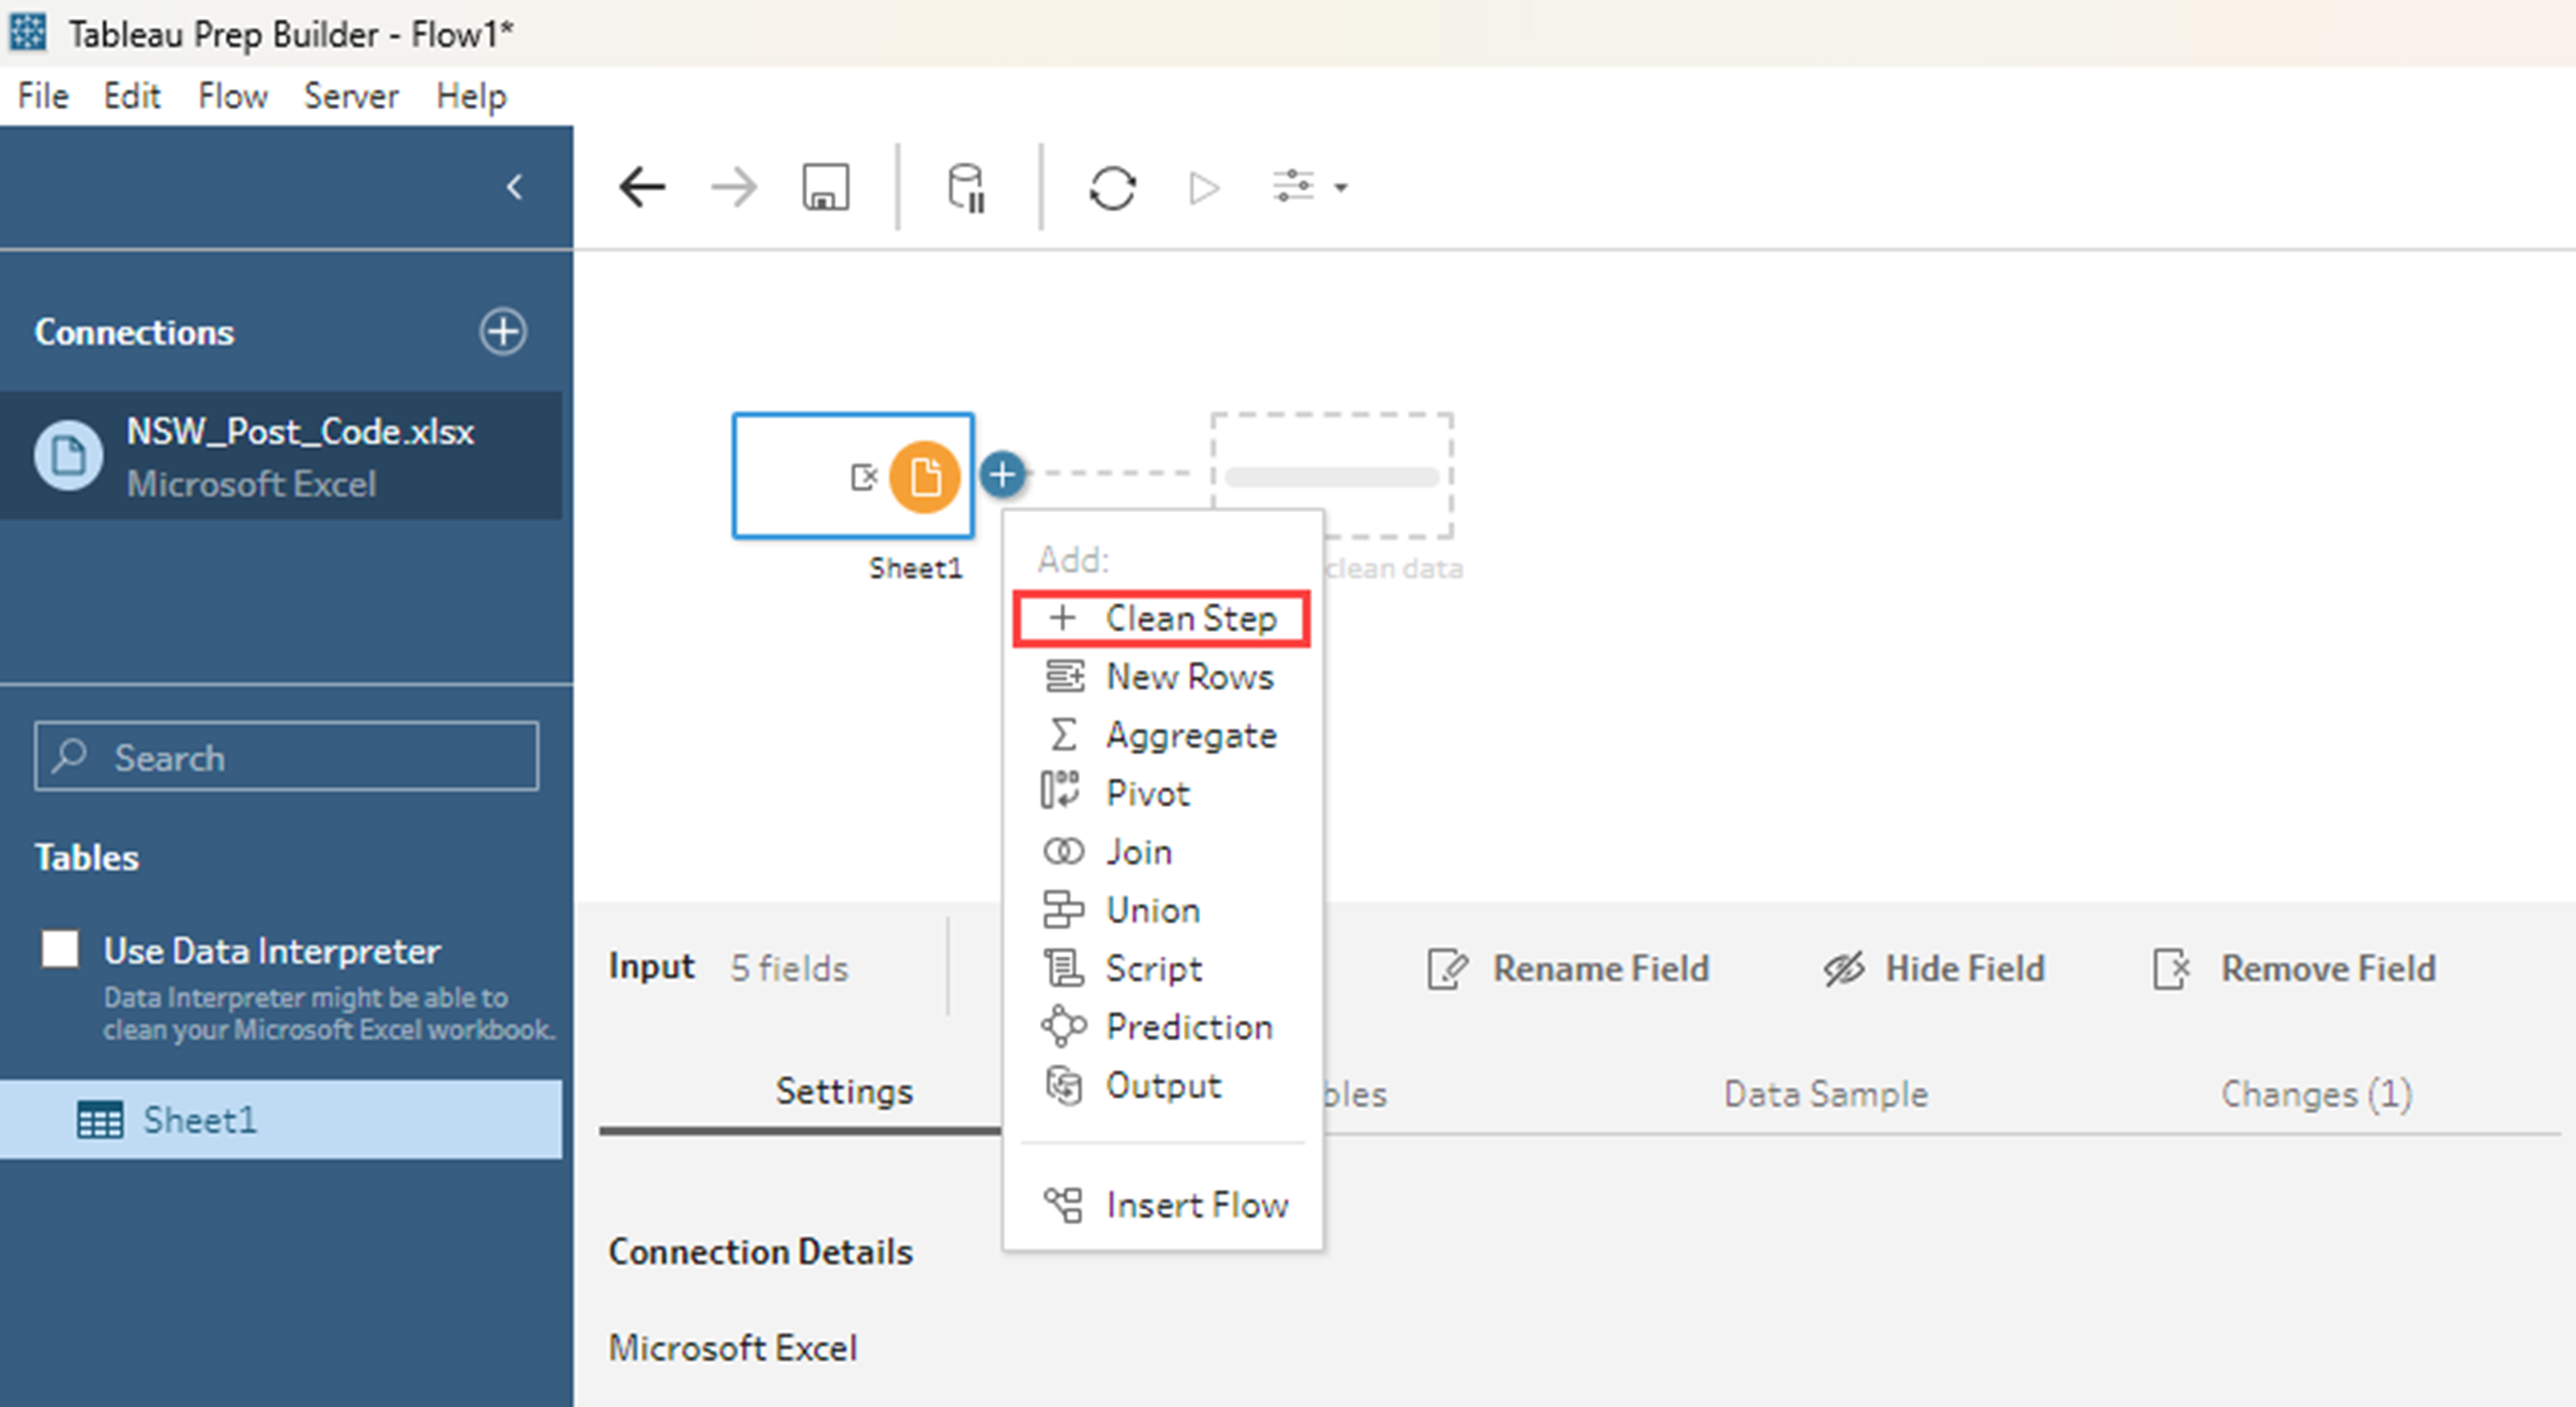 Tableau Prep Builder - Flow1*
File Edit Flow Server Help
Connections
NSW_Post_Code.xlsx
Microsoft Excel
Search
Tables
Use Data Interpreter
Data Interpreter might be able to
clean your Microsoft Excel workbook.
Sheet1
Sheet1
clean data
Add:
Clean Step
New Rows
Aggregate
Pivot
Join
Union
Script
Prediction
Output
Insert Flow
Input 5 fields
Rename Field Hide Field Remove Field
Settings Data Sample Changes (1)
Connection Details
Microsoft Excel